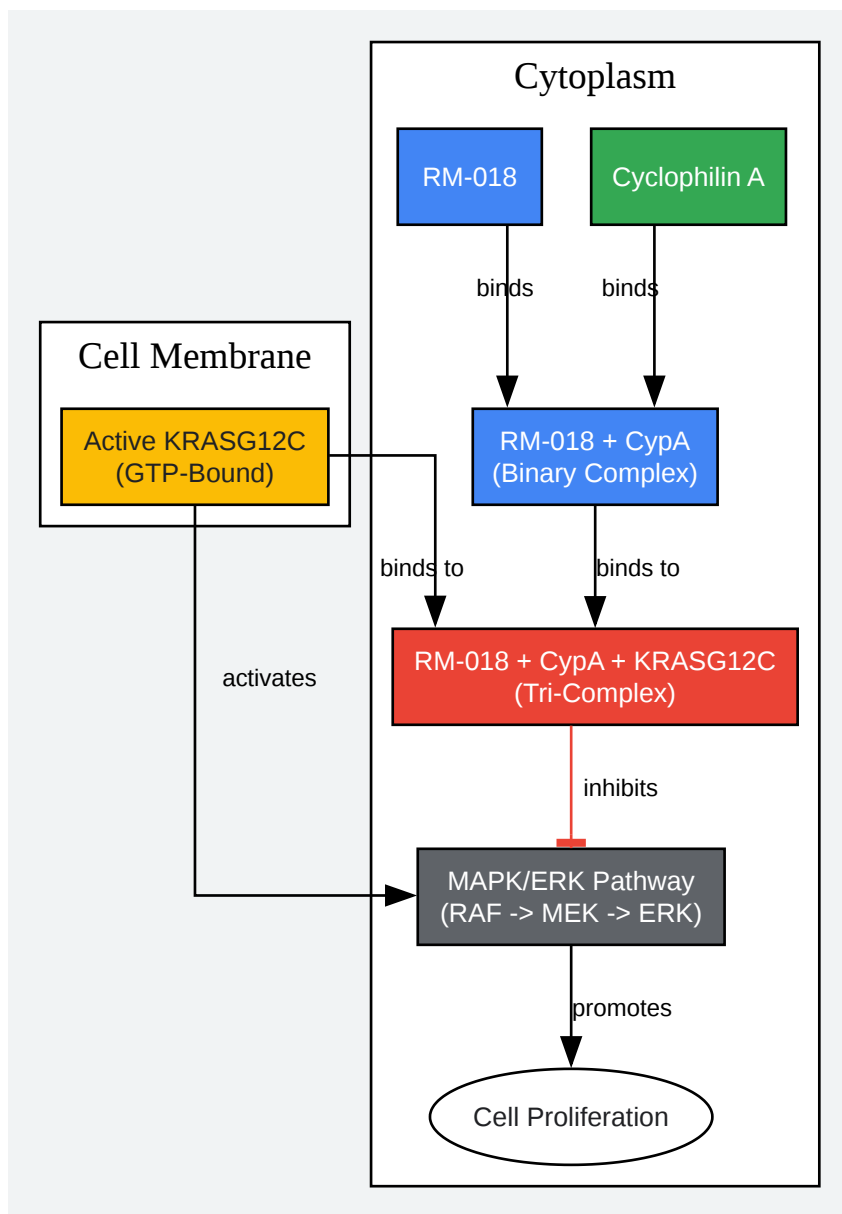 Cytoplasm
RM-018
Cyclophilin A
binds
binds
Cell Membrane
Active KRASG12C
(GTP-Bound)
RM-018 + CypA
(Binary Complex)
binds to
binds to
RM-018 + CypA + KRASG12C
(Tri-Complex)
activates
inhibits
MAPK/ERK Pathway
(RAF -> MEK -> ERK)
promotes
Cell Proliferation